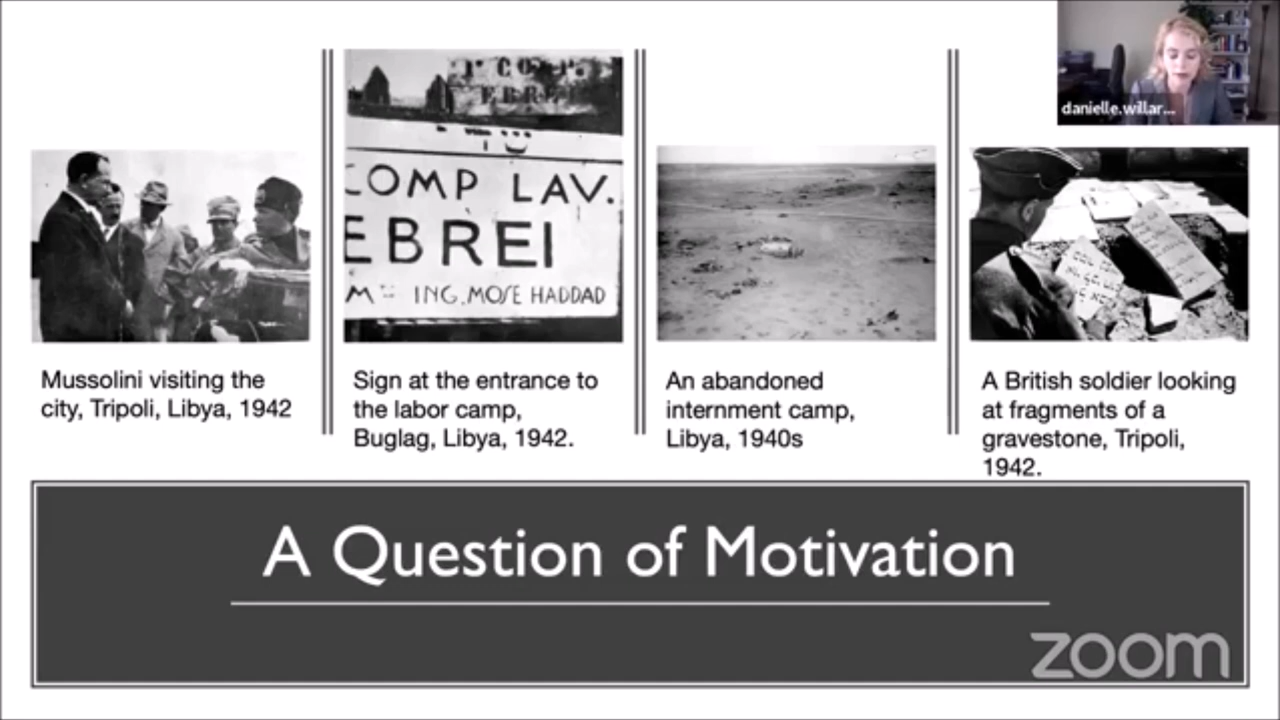 danielle.willar...
COMP LAV.
EBREI
ING. MOSE HADDAD
Mussolini visiting the
city, Tripoli, Libya, 1942
Sign at the entrance to
the labor camp,
Buglag, Libya, 1942.
An abandoned
internment camp,
Libya, 1940s
A British soldier looking
at fragments of a
gravestone, Tripoli,
1942.
A Question of Motivation
zoom